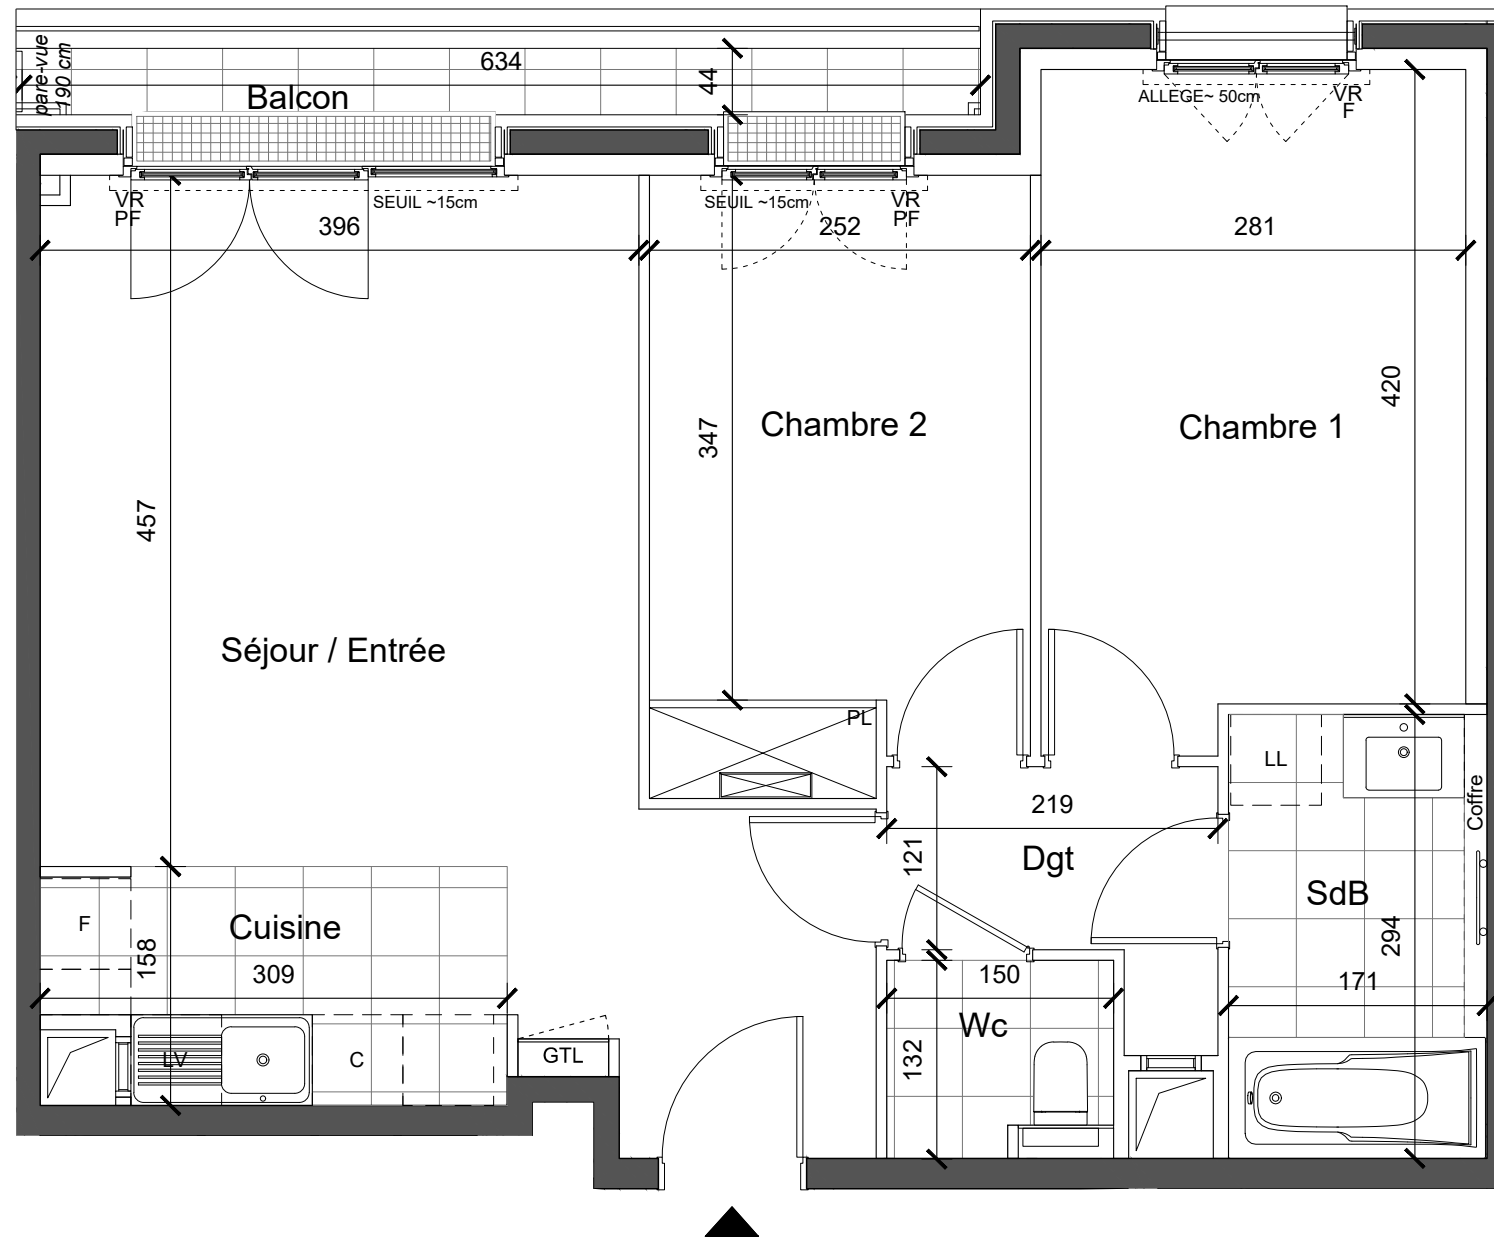 pare-vue
190 cm
634
44
Balcon
ALLEGE~ 50cm
VR
F
VR
PF
SEUIL ~15cm
SEUIL ~15cm
VR
PF
396
252
281
420
347
Chambre 2
Chambre 1
457
Séjour / Entrée
PL
LL
Coffre
219
121
Dgt
SdB
F
Cuisine
158
309
294
150
171
Wc
132
LV
C
GTL